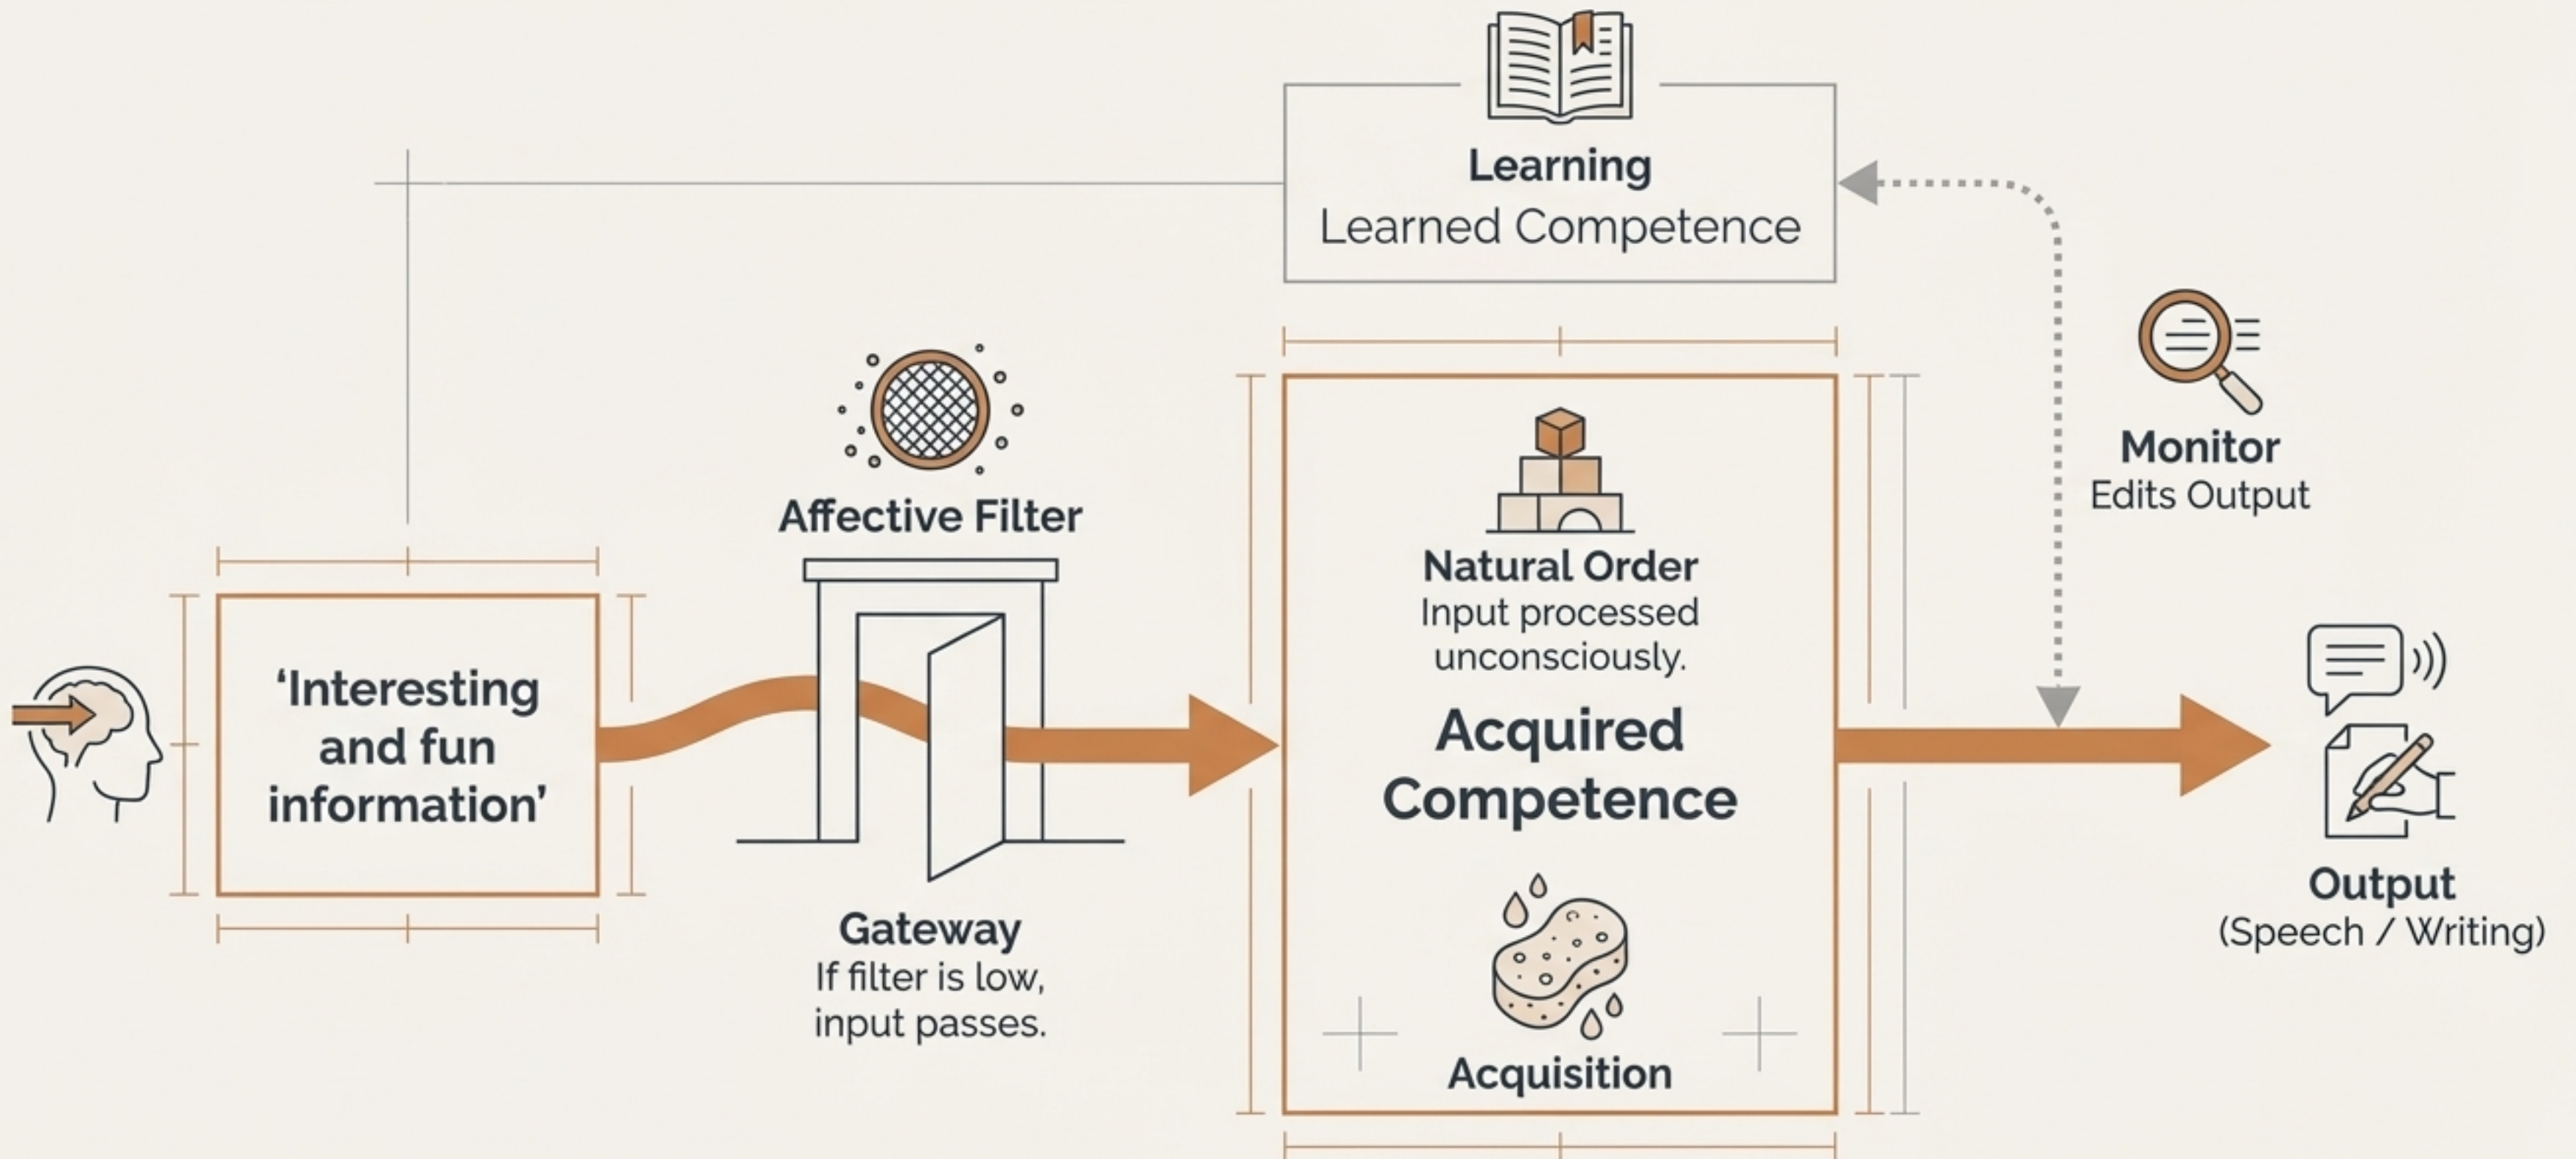 Learning
Learned Competence
Affective Filter
Monitor
Edits Output
‘Interesting
and fun
information’
Gateway
If filter is low,
input passes.
Natural Order
Input processed
unconsciously.
Acquired
Competence
Acquisition
Output
(Speech / Writing)